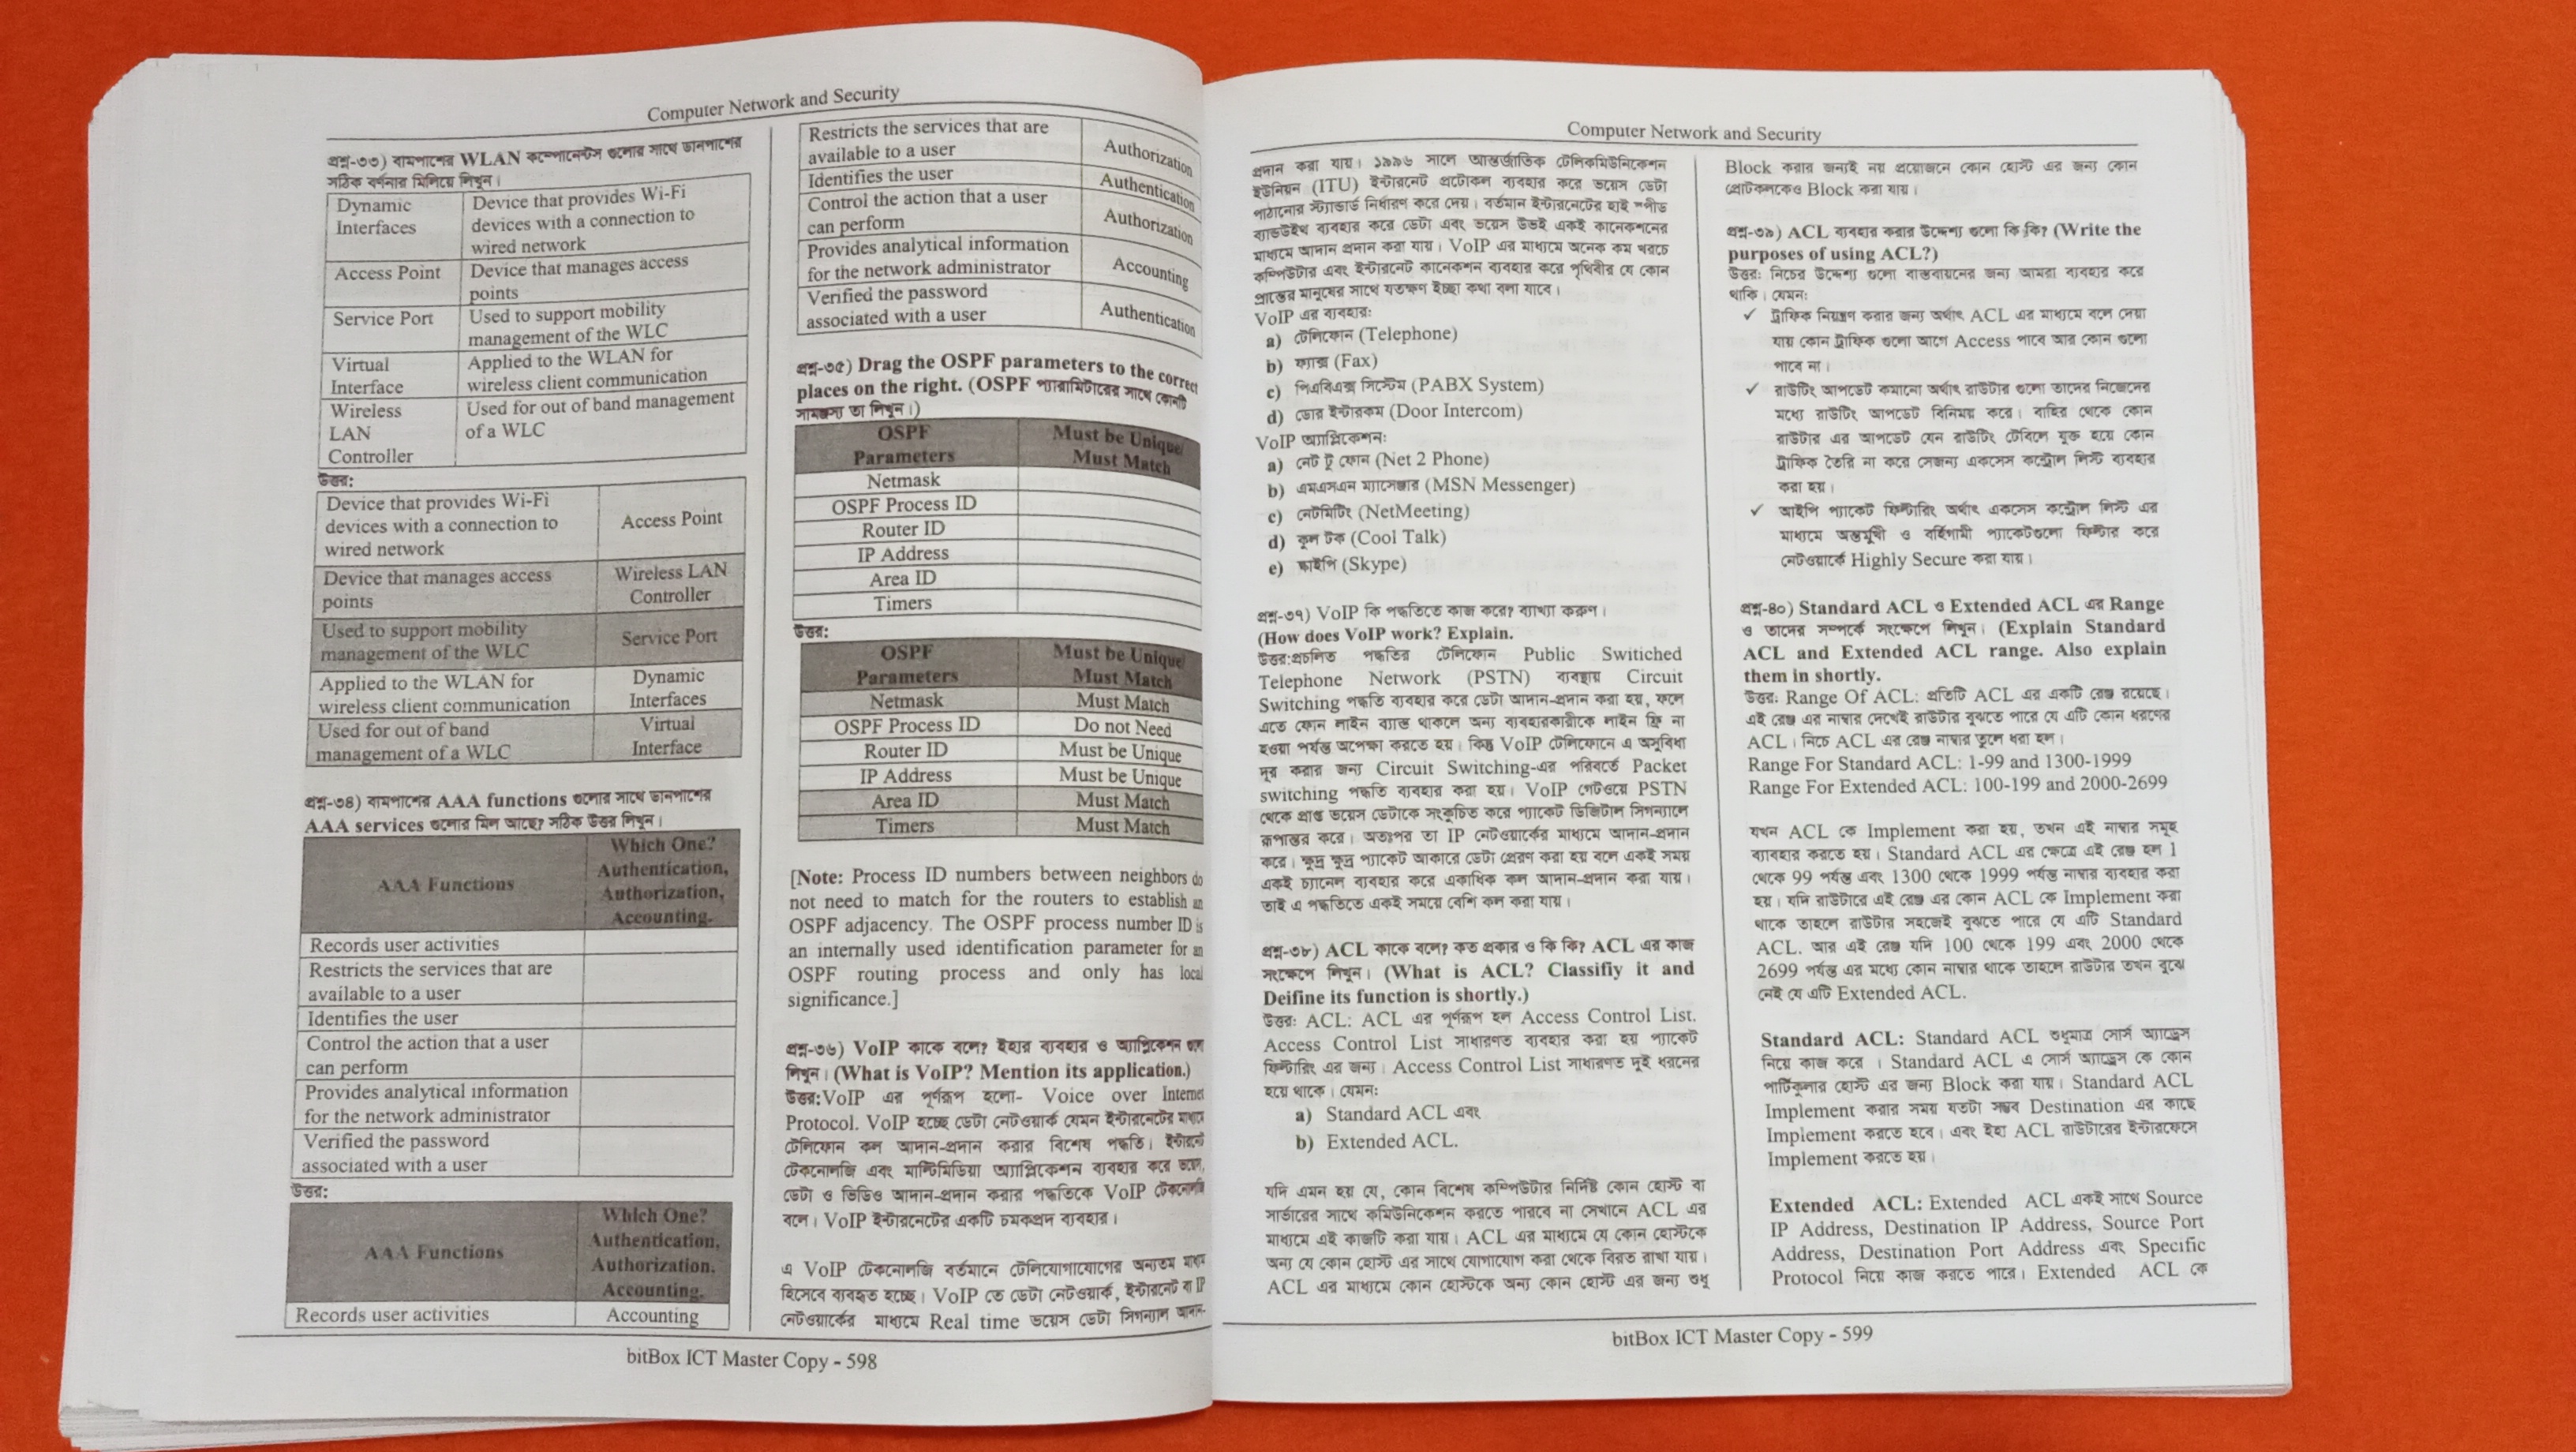 Computer Network and Security
প্রশ্ন-৩৩) বামপাশের WLAN কম্পোনেন্টস গুলোর সাথে ডানপাশের
সঠিক বর্ণনার মিলিয়ে লিখুন।
Dynamic Interfaces | Device that provides Wi-Fi devices with a connection to wired network
Access Point | Device that manages access points
Service Port | Used to support mobility management of the WLC
Virtual Interface | Applied to the WLAN for wireless client communication
Wireless LAN Controller | Used for out of band management of a WLC
উত্তর:
Device that provides Wi-Fi devices with a connection to wired network | Access Point
Device that manages access points | Wireless LAN Controller
Used to support mobility management of the WLC | Service Port
Applied to the WLAN for wireless client communication | Dynamic Interfaces
Used for out of band management of a WLC | Virtual Interface
প্রশ্ন-৩৪) বামপাশের AAA functions গুলোর সাথে ডানপাশের
AAA services গুলোর মিল আছে? সঠিক উত্তর লিখুন।
AAA Functions | Which One? Authentication, Authorization, Accounting.
Records user activities
Restricts the services that are available to a user
Identifies the user
Control the action that a user can perform
Provides analytical information for the network administrator
Verified the password associated with a user
উত্তর:
AAA Functions | Which One? Authentication, Authorization. Accounting.
Records user activities | Accounting
Restricts the services that are available to a user | Authorization
Identifies the user | Authentication
Control the action that a user can perform | Authorization
Provides analytical information for the network administrator | Accounting
Verified the password associated with a user | Authentication
প্রশ্ন-৩৫) Drag the OSPF parameters to the correct
places on the right. (OSPF প্যারামিটারের সাথে কোনটি
সামঞ্জস্য তা লিখুন।)
OSPF Parameters | Must be Unique/ Must Match
Netmask
OSPF Process ID
Router ID
IP Address
Area ID
Timers
উত্তর:
OSPF Parameters | Must be Unique/ Must Match
Netmask | Must Match
OSPF Process ID | Do not Need
Router ID | Must be Unique
IP Address | Must be Unique
Area ID | Must Match
Timers | Must Match
[Note: Process ID numbers between neighbors do
not need to match for the routers to establish an
OSPF adjacency. The OSPF process number ID is
an internally used identification parameter for an
OSPF routing process and only has local
significance.]
প্রশ্ন-৩৬) VoIP কাকে বলে? ইহার ব্যবহার ও অ্যাপ্লিকেশন গুলো
লিখুন। (What is VoIP? Mention its application.)
উত্তর:VoIP এর পূর্ণরূপ হলো- Voice over Internet
Protocol. VoIP হচ্ছে ডেটা নেটওয়ার্ক যেমন ইন্টারনেটের মাধ্যমে
টেলিফোন কল আদান-প্রদান করার বিশেষ পদ্ধতি। ইন্টারনেট
টেকনোলজি এবং মাল্টিমিডিয়া অ্যাপ্লিকেশন ব্যবহার করে ভয়েস,
ডেটা ও ভিডিও আদান-প্রদান করার পদ্ধতিকে VoIP টেকনোলজি
বলে। VoIP ইন্টারনেটের একটি চমকপ্রদ ব্যবহার।
এ VoIP টেকনোলজি বর্তমানে টেলিযোগাযোগের অন্যতম মাধ্যম
হিসেবে ব্যবহৃত হচ্ছে। VoIP তে ডেটা নেটওয়ার্ক, ইন্টারনেট বা IP
নেটওয়ার্কের মাধ্যমে Real time ভয়েস ডেটা সিগন্যাল আদান-
bitBox ICT Master Copy - 598
Computer Network and Security
প্রদান করা যায়। ১৯৯৬ সালে আন্তর্জাতিক টেলিকমিউনিকেশন
ইউনিয়ন (ITU) ইন্টারনেট প্রটোকল ব্যবহার করে ভয়েস ডেটা
পাঠানোর স্ট্যান্ডার্ড নির্ধারণ করে দেয়। বর্তমান ইন্টারনেটের হাই স্পীড
ব্যান্ডউইথ ব্যবহার করে ডেটা এবং ভয়েস উভই একই কানেকশনের
মাধ্যমে আদান প্রদান করা যায়। VoIP এর মাধ্যমে অনেক কম খরচে
কম্পিউটার এবং ইন্টারনেট কানেকশন ব্যবহার করে পৃথিবীর যে কোন
প্রান্তের মানুষের সাথে যতক্ষণ ইচ্ছা কথা বলা যাবে।
VoIP এর ব্যবহার:
a) টেলিফোন (Telephone)
b) ফ্যাক্স (Fax)
c) পিএবিএক্স সিস্টেম (PABX System)
d) ডোর ইন্টারকম (Door Intercom)
VoIP অ্যাপ্লিকেশন:
a) নেট টু ফোন (Net 2 Phone)
b) এমএসএন ম্যাসেঞ্জার (MSN Messenger)
c) নেটমিটিং (NetMeeting)
d) কুল টক (Cool Talk)
e) স্কাইপি (Skype)
প্রশ্ন-৩৭) VoIP কি পদ্ধতিতে কাজ করে? ব্যাখ্যা করুণ।
(How does VoIP work? Explain.
উত্তর:প্রচলিত পদ্ধতির টেলিফোন Public Switiched
Telephone Network (PSTN) ব্যবস্থায় Circuit
Switching পদ্ধতি ব্যবহার করে ডেটা আদান-প্রদান করা হয়, ফলে
এতে ফোন লাইন ব্যস্ত থাকলে অন্য ব্যবহারকারীকে লাইন ফ্রি না
হওয়া পর্যন্ত অপেক্ষা করতে হয়। কিন্তু VoIP টেলিফোনে এ অসুবিধা
দূর করার জন্য Circuit Switching-এর পরিবর্তে Packet
switching পদ্ধতি ব্যবহার করা হয়। VoIP গেটওয়ে PSTN
থেকে প্রাপ্ত ভয়েস ডেটাকে সংকুচিত করে প্যাকেট ডিজিটাল সিগন্যালে
রূপান্তর করে। অতঃপর তা IP নেটওয়ার্কের মাধ্যমে আদান-প্রদান
করে। ক্ষুদ্র ক্ষুদ্র প্যাকেট আকারে ডেটা প্রেরণ করা হয় বলে একই সময়
একই চ্যানেল ব্যবহার করে একাধিক কল আদান-প্রদান করা যায়।
তাই এ পদ্ধতিতে একই সময়ে বেশি কল করা যায়।
প্রশ্ন-৩৮) ACL কাকে বলে? কত প্রকার ও কি কি? ACL এর কাজ
সংক্ষেপে লিখুন। (What is ACL? Classifiy it and
Deifine its function is shortly.)
উত্তর: ACL: ACL এর পূর্ণরূপ হল Access Control List.
Access Control List সাধারণত ব্যবহার করা হয় প্যাকেট
ফিল্টারিং এর জন্য। Access Control List সাধারণত দুই ধরনের
হয়ে থাকে। যেমন:
a) Standard ACL এবং
b) Extended ACL.
যদি এমন হয় যে, কোন বিশেষ কম্পিউটার নির্দিষ্ট কোন হোস্ট বা
সার্ভারের সাথে কমিউনিকেশন করতে পারবে না সেখানে ACL এর
মাধ্যমে এই কাজটি করা যায়। ACL এর মাধ্যমে যে কোন হোস্টকে
অন্য যে কোন হোস্ট এর সাথে যোগাযোগ করা থেকে বিরত রাখা যায়।
ACL এর মাধ্যমে কোন হোস্টকে অন্য কোন হোস্ট এর জন্য শুধু
Block করার জন্যই নয় প্রয়োজনে কোন হোস্ট এর জন্য কোন
প্রোটকলকেও Block করা যায়।
প্রশ্ন-৩৯) ACL ব্যবহার করার উদ্দেশ্য গুলো কি কি? (Write the
purposes of using ACL?)
উত্তর: নিচের উদ্দেশ্য গুলো বাস্তবায়নের জন্য আমরা ব্যবহার করে
থাকি। যেমন:
✓ ট্রাফিক নিয়ন্ত্রণ করার জন্য অর্থাৎ ACL এর মাধ্যমে বলে দেয়া
যায় কোন ট্রাফিক গুলো আগে Access পাবে আর কোন গুলো
পাবে না।
✓ রাউটিং আপডেট কমানো অর্থাৎ রাউটার গুলো তাদের নিজেদের
মধ্যে রাউটিং আপডেট বিনিময় করে। বাহির থেকে কোন
রাউটার এর আপডেট যেন রাউটিং টেবিলে যুক্ত হয়ে কোন
ট্রাফিক তৈরি না করে সেজন্য একসেস কন্ট্রোল লিস্ট ব্যবহার
করা হয়।
✓ আইপি প্যাকেট ফিল্টারিং অর্থাৎ একসেস কন্ট্রোল লিস্ট এর
মাধ্যমে অন্তর্মূখী ও বর্হিগামী প্যাকেটগুলো ফিল্টার করে
নেটওয়ার্কে Highly Secure করা যায়।
প্রশ্ন-৪০) Standard ACL ও Extended ACL এর Range
ও তাদের সম্পর্কে সংক্ষেপে লিখুন। (Explain Standard
ACL and Extended ACL range. Also explain
them in shortly.
উত্তর: Range Of ACL: প্রতিটি ACL এর একটি রেঞ্জ রয়েছে।
এই রেঞ্জ এর নাম্বার দেখেই রাউটার বুঝতে পারে যে এটি কোন ধরণের
ACL। নিচে ACL এর রেঞ্জ নাম্বার তুলে ধরা হল।
Range For Standard ACL: 1-99 and 1300-1999
Range For Extended ACL: 100-199 and 2000-2699
যখন ACL কে Implement করা হয়, তখন এই নাম্বার সমূহ
ব্যাবহার করতে হয়। Standard ACL এর ক্ষেত্রে এই রেঞ্জ হল 1
থেকে 99 পর্যন্ত এবং 1300 থেকে 1999 পর্যন্ত নাম্বার ব্যবহার করা
হয়। যদি রাউটারে এই রেঞ্জ এর কোন ACL কে Implement করা
থাকে তাহলে রাউটার সহজেই বুঝতে পারে যে এটি Standard
ACL. আর এই রেঞ্জ যদি 100 থেকে 199 এবং 2000 থেকে
2699 পর্যন্ত এর মধ্যে কোন নাম্বার থাকে তাহলে রাউটার তখন বুঝে
নেই যে এটি Extended ACL.
Standard ACL: Standard ACL শুধুমাত্র সোর্স অ্যাড্রেস
নিয়ে কাজ করে । Standard ACL এ সোর্স অ্যাড্রেস কে কোন
পার্টিকুলার হোস্ট এর জন্য Block করা যায়। Standard ACL
Implement করার সময় যতটা সম্ভব Destination এর কাছে
Implement করতে হবে। এবং ইহা ACL রাউটারের ইন্টারফেসে
Implement করতে হয়।
Extended ACL: Extended ACL একই সাথে Source
IP Address, Destination IP Address, Source Port
Address, Destination Port Address এবং Specific
Protocol নিয়ে কাজ করতে পারে। Extended ACL কে
bitBox ICT Master Copy - 599